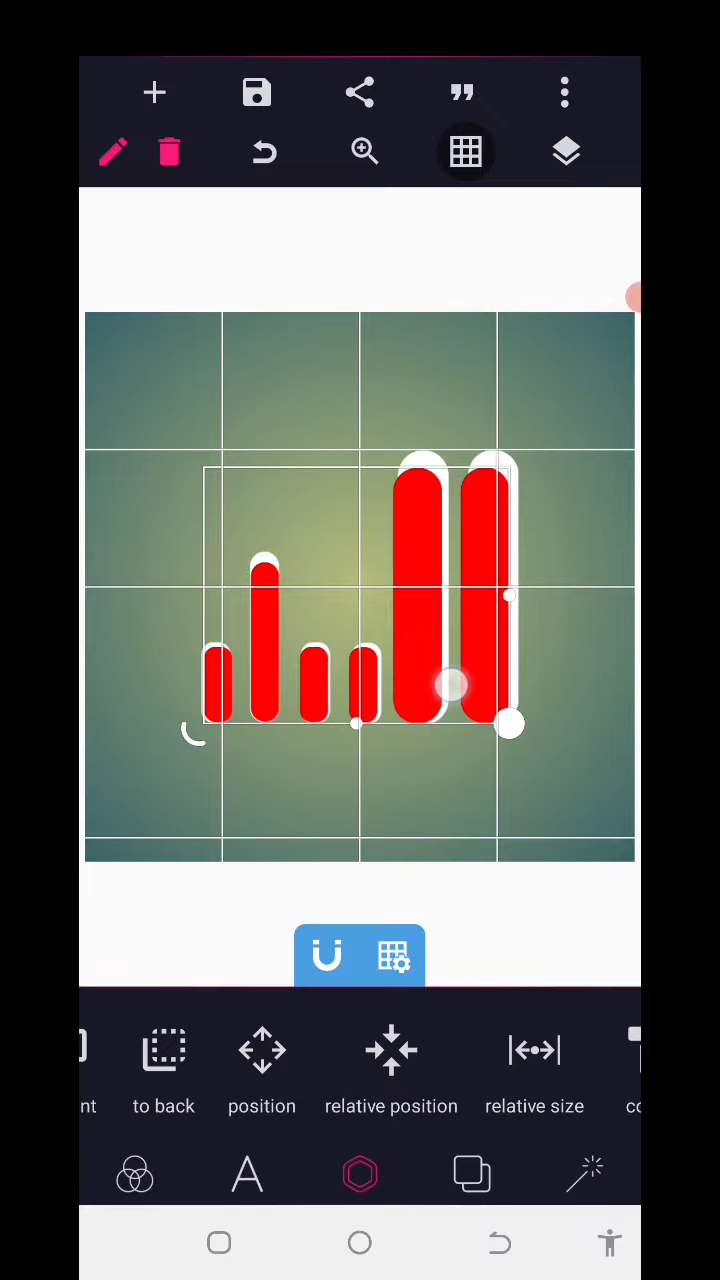 nt
to back
position
relative position
relative size
co